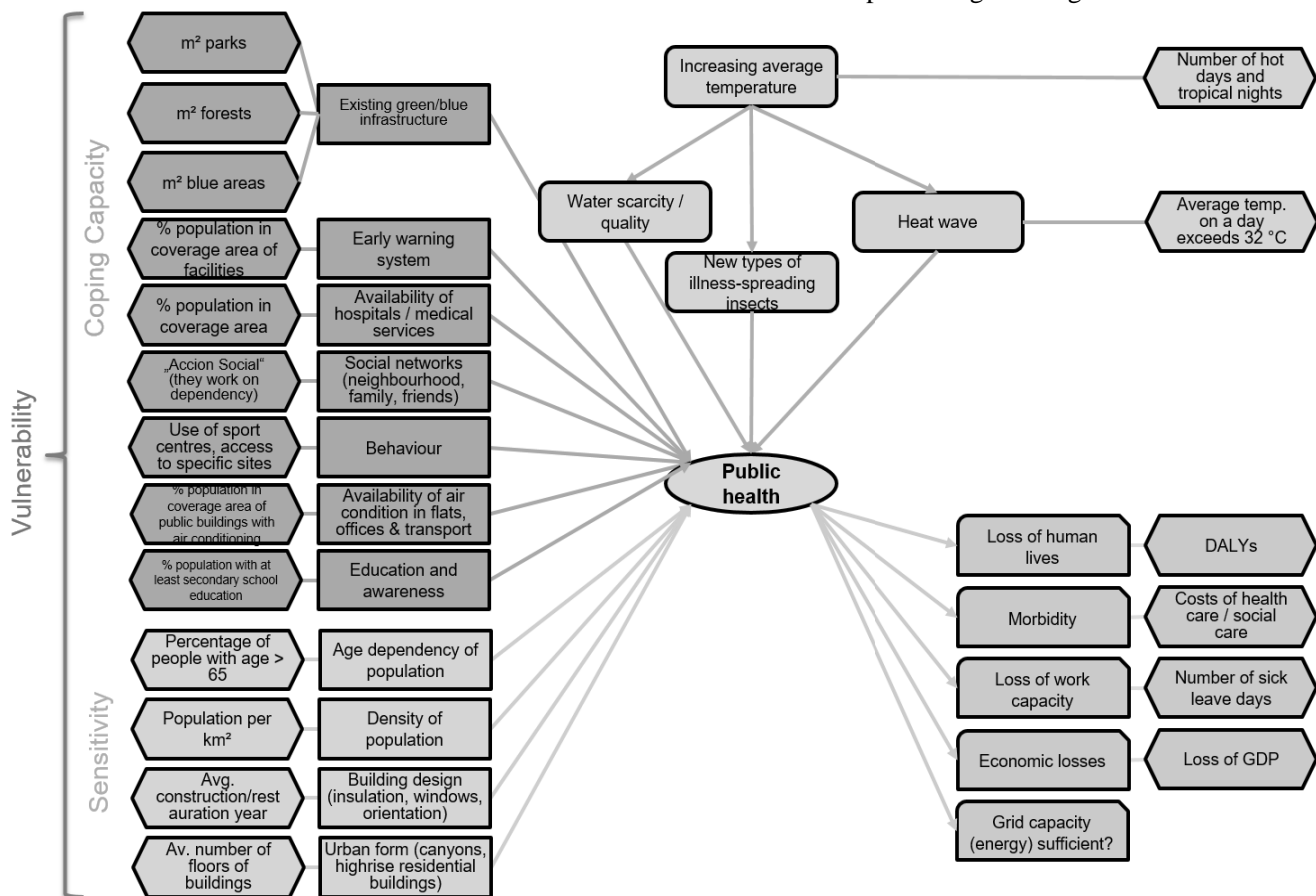 m² parks
m² forests
m² blue areas
Existing green/blue
infrastructure
% population in
coverage area of
facilities
Early warning
system
% population in
coverage area
Availability of
hospitals / medical
services
„Accion Social“
(they work on
dependency)
Social networks
(neighbourhood,
family, friends)
Use of sport
centres, access
to specific sites
Behaviour
% population in
coverage area of
public buildings with
air conditioning
Availability of air
condition in flats,
offices & transport
% population with at
least secondary school
education
Education and
awareness
Percentage of
people with age >
65
Age dependency of
population
Population per
km²
Density of
population
Avg.
construction/rest
auration year
Building design
(insulation, windows,
orientation)
Av. number of
floors of
buildings
Urban form (canyons,
highrise residential
buildings)
Vulnerability
Coping Capacity
Sensitivity
Increasing average
temperature
Number of hot
days and
tropical nights
Water scarcity /
quality
Heat wave
Average temp.
on a day
exceeds 32 °C
New types of
illness-spreading
insects
Public
health
Loss of human
lives
DALYs
Morbidity
Costs of health
care / social
care
Loss of work
capacity
Number of sick
leave days
Economic losses
Loss of GDP
Grid capacity
(energy) sufficient?